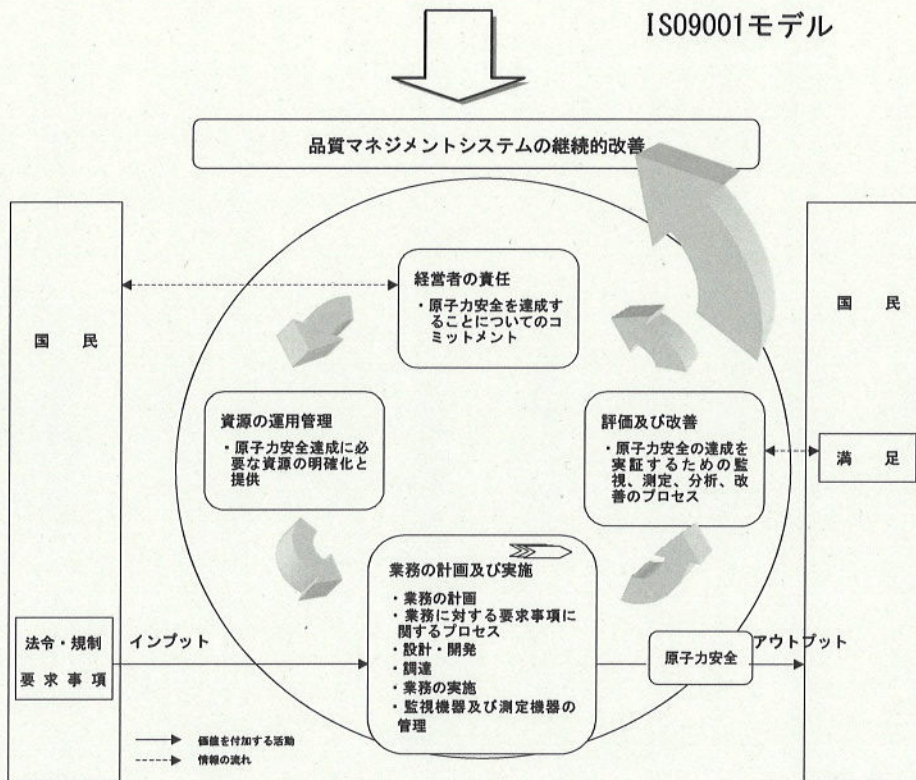 ISO9001モデル
品質マネジメントシステムの継続的改善
経営者の責任
・原子力安全を達成す
ることについてのコ
ミットメント
国 民
国 民
資源の運用管理
・原子力安全達成に必
要な資源の明確化と
提供
評価及び改善
・原子力安全の達成を
実証するための監
視、測定、分析、改
善のプロセス
満 足
業務の計画及び実施
・業務の計画
・業務に対する要求事項に
関するプロセス
・設計・開発
・調達
・業務の実施
・監視機器及び測定機器の
管理
法令・規制
要求事項
インプット
原子力安全
アウトプット
価値を付加する活動
情報の流れ